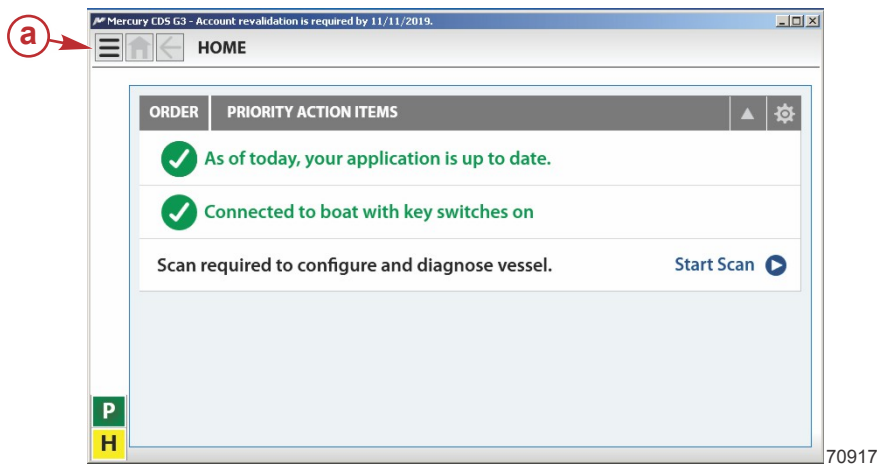 Mercury CDS G3 - Account revalidation is required by 11/11/2019.
a
HOME
ORDER PRIORITY ACTION ITEMS
As of today, your application is up to date.
Connected to boat with key switches on
Scan required to configure and diagnose vessel. Start Scan
P
H
70917